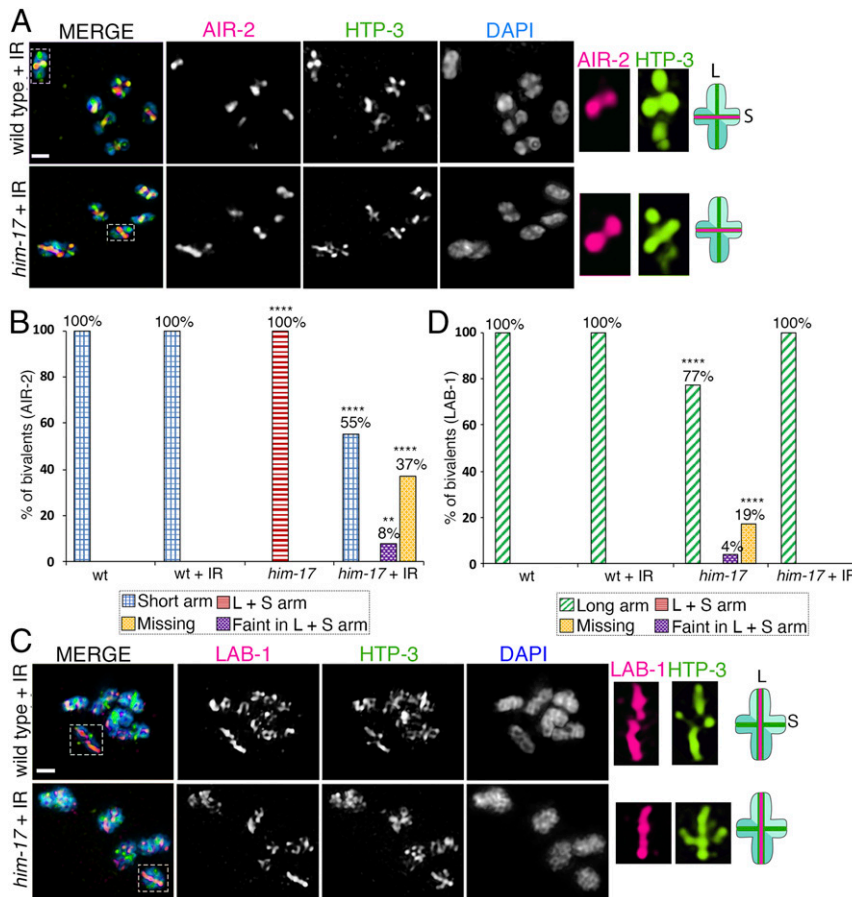 A
MERGE AIR-2 HTP-3 DAPI
wild type + IR
AIR-2 HTP-3
L
S
him-17 + IR
B
% of bivalents (AIR-2)
100
80
60
40
20
0
100%
100%
****
100%
****
55%
**
8%
****
37%
wt wt + IR him-17 him-17 + IR
Short arm L + S arm
Missing Faint in L + S arm
D
% of bivalents (LAB-1)
100
80
60
40
20
0
100%
100%
****
77%
4%
****
19%
100%
wt wt + IR him-17 him-17 + IR
Long arm L + S arm
Missing Faint in L + S arm
C
MERGE LAB-1 HTP-3 DAPI
wild type + IR
LAB-1 HTP-3
L
S
him-17 + IR